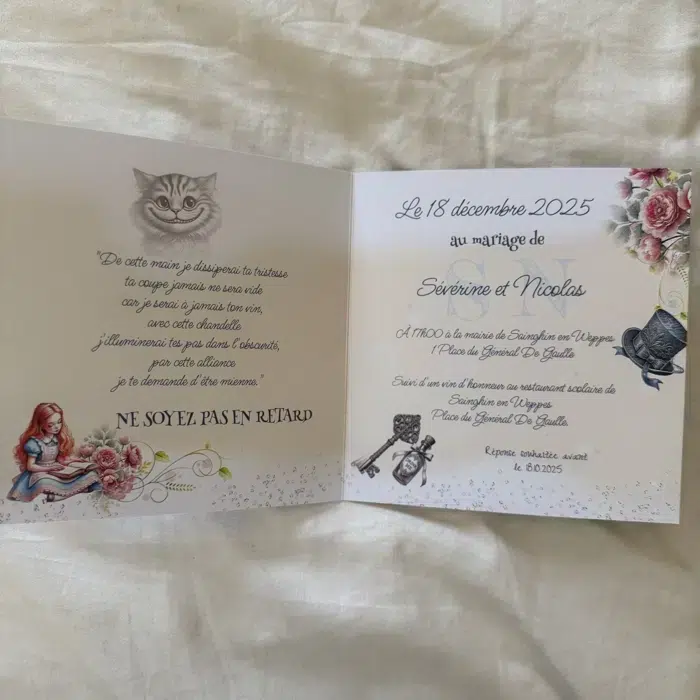 "De cette main je dissiperai ta tristesse
ta coupe jamais ne sera vide
car je serai à jamais ton vin,
avec cette chandelle
j'illuminerai tes pas dans l'obscurité,
par cette alliance
je te demande d'être mienne."
NE SOYEZ PAS EN RETARD
Le 18 décembre 2025
au mariage de
S N
Séverine et Nicolas
À 17h00 à la mairie de Sainghin en Weppes
1 Place du Général De Gaulle
Suivi d'un vin d'honneur au restaurant scolaire de
Sainghin en Weppes
Place du Général De Gaulle.
Réponse souhaitée avant
le 18.10.2025